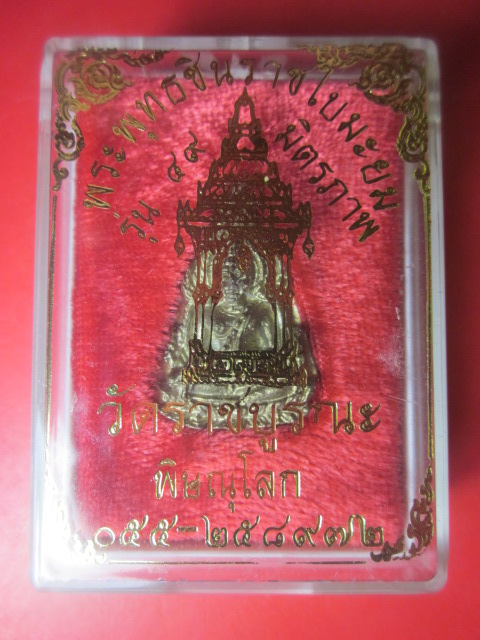 พระพุทธชินราชใบมะยม
รุ่น ๔๙ มิตรภาพ
วัดราชบูรณะ
พิษณุโลก
๐๕๕-๒๕๘๙๗๒